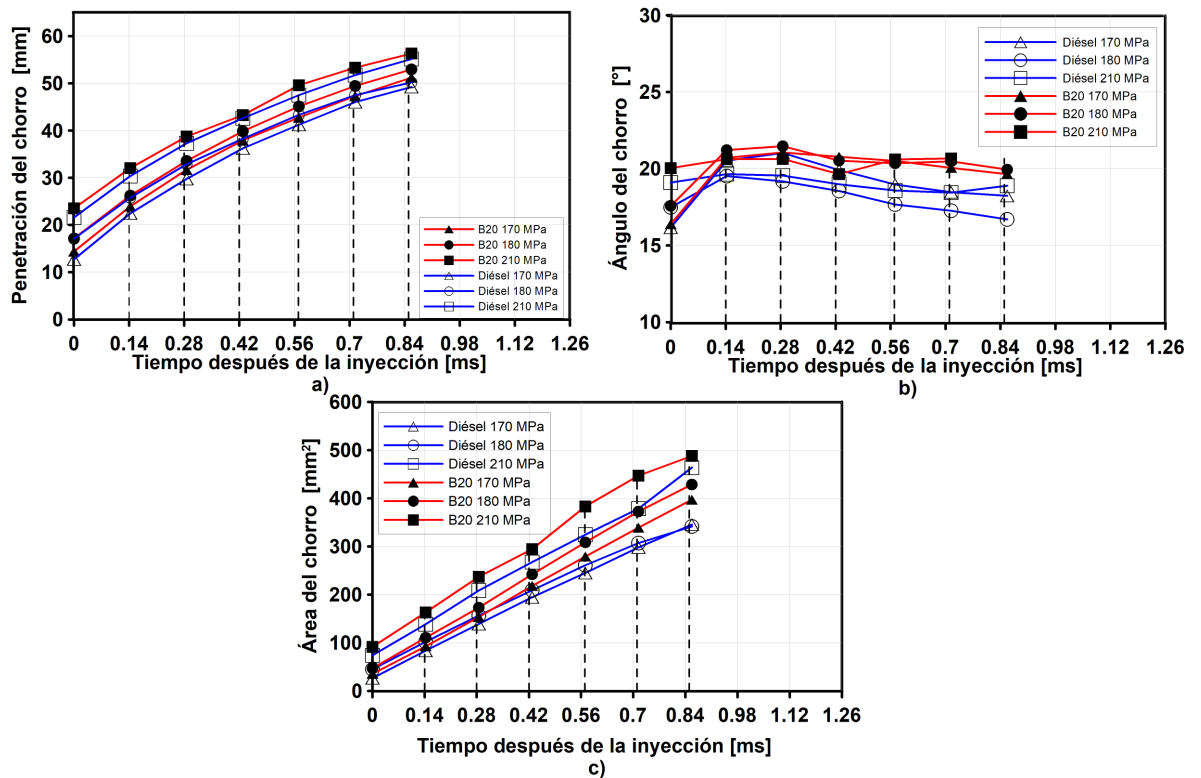 Penetración del chorro [mm]
60
50
40
30
20
10
0
B20 170 MPa
B20 180 MPa
B20 210 MPa
Diésel 170 MPa
Diésel 180 MPa
Diésel 210 MPa
0 0.14 0.28 0.42 0.56 0.7 0.84 0.98 1.12 1.26
Tiempo después de la inyección [ms]
a)
Ángulo del chorro [°]
30
25
20
15
10
Diésel 170 MPa
Diésel 180 MPa
Diésel 210 MPa
B20 170 MPa
B20 180 MPa
B20 210 MPa
0 0.14 0.28 0.42 0.56 0.7 0.84 0.98 1.12 1.26
Tiempo después de la inyección [ms]
b)
Área del chorro [mm²]
600
500
400
300
200
100
0
Diésel 170 MPa
Diésel 180 MPa
Diésel 210 MPa
B20 170 MPa
B20 180 MPa
B20 210 MPa
0 0.14 0.28 0.42 0.56 0.7 0.84 0.98 1.12 1.26
Tiempo después de la inyección [ms]
c)